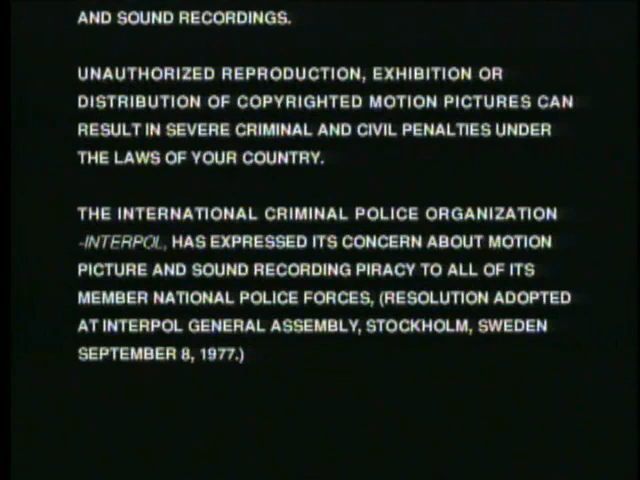 AND SOUND RECORDINGS.
UNAUTHORIZED REPRODUCTION, EXHIBITION OR
DISTRIBUTION OF COPYRIGHTED MOTION PICTURES CAN
RESULT IN SEVERE CRIMINAL AND CIVIL PENALTIES UNDER
THE LAWS OF YOUR COUNTRY.
THE INTERNATIONAL CRIMINAL POLICE ORGANIZATION
-INTERPOL, HAS EXPRESSED ITS CONCERN ABOUT MOTION
PICTURE AND SOUND RECORDING PIRACY TO ALL OF ITS
MEMBER NATIONAL POLICE FORCES, (RESOLUTION ADOPTED
AT INTERPOL GENERAL ASSEMBLY, STOCKHOLM, SWEDEN
SEPTEMBER 8, 1977.)